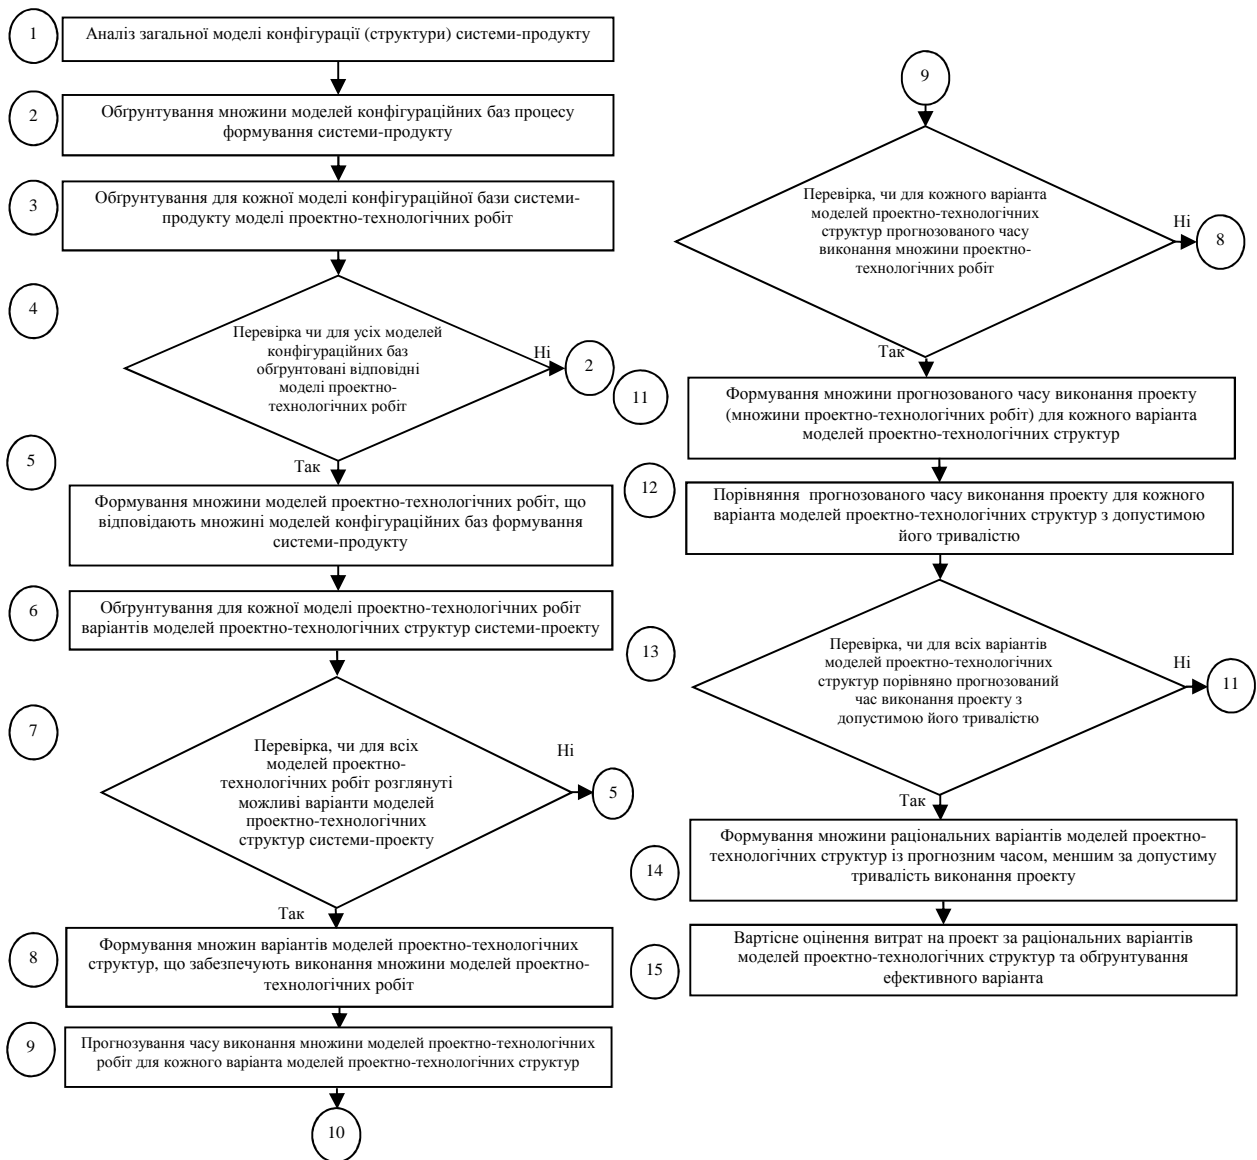 1
Аналіз загальної моделі конфігурації (структури) системи-продукту
2
Обґрунтування множини моделей конфігураційних баз процесу
формування системи-продукту
3
Обґрунтування для кожної моделі конфігураційної бази системи-
продукту моделі проектно-технологічних робіт
4
Перевірка чи для усіх моделей
конфігураційних баз
обґрунтовані відповідні
моделі проектно-
технологічних робіт
Ні
2
Так
5
Формування множини моделей проектно-технологічних робіт, що
відповідають множині моделей конфігураційних баз формування
системи-продукту
6
Обґрунтування для кожної моделі проектно-технологічних робіт
варіантів моделей проектно-технологічних структур системи-проекту
7
Перевірка, чи для всіх
моделей проектно-
технологічних робіт розглянуті
можливі варіанти моделей
проектно-технологічних
структур системи-проекту
Ні
5
Так
8
Формування множин варіантів моделей проектно-технологічних
структур, що забезпечують виконання множини моделей проектно-
технологічних робіт
9
Прогнозування часу виконання множини моделей проектно-технологічних
робіт для кожного варіанта моделей проектно-технологічних структур
10
9
Перевірка, чи для кожного варіанта
моделей проектно-технологічних
структур прогнозованого часу
виконання множини проектно-
технологічних робіт
Ні
8
Так
11
Формування множини прогнозованого часу виконання проекту
(множини проектно-технологічних робіт) для кожного варіанта
моделей проектно-технологічних структур
12
Порівняня прогнозованого часу виконання проекту для кожного
варіанта моделей проектно-технологічних структур з допустимою
його тривалістю
13
Перевірка, чи для всіх варіантів
моделей проектно-технологічних
структур порівняно прогнозований
час виконання проекту з
допустимою його тривалістю
Ні
11
Так
14
Формування множини раціональних варіантів моделей проектно-
технологічних структур із прогнозним часом, меншим за допустиму
тривалість виконання проекту
15
Вартісне оцінення витрат на проект за раціональних варіантів
моделей проектно-технологічних структур та обґрунтування
ефективного варіанта